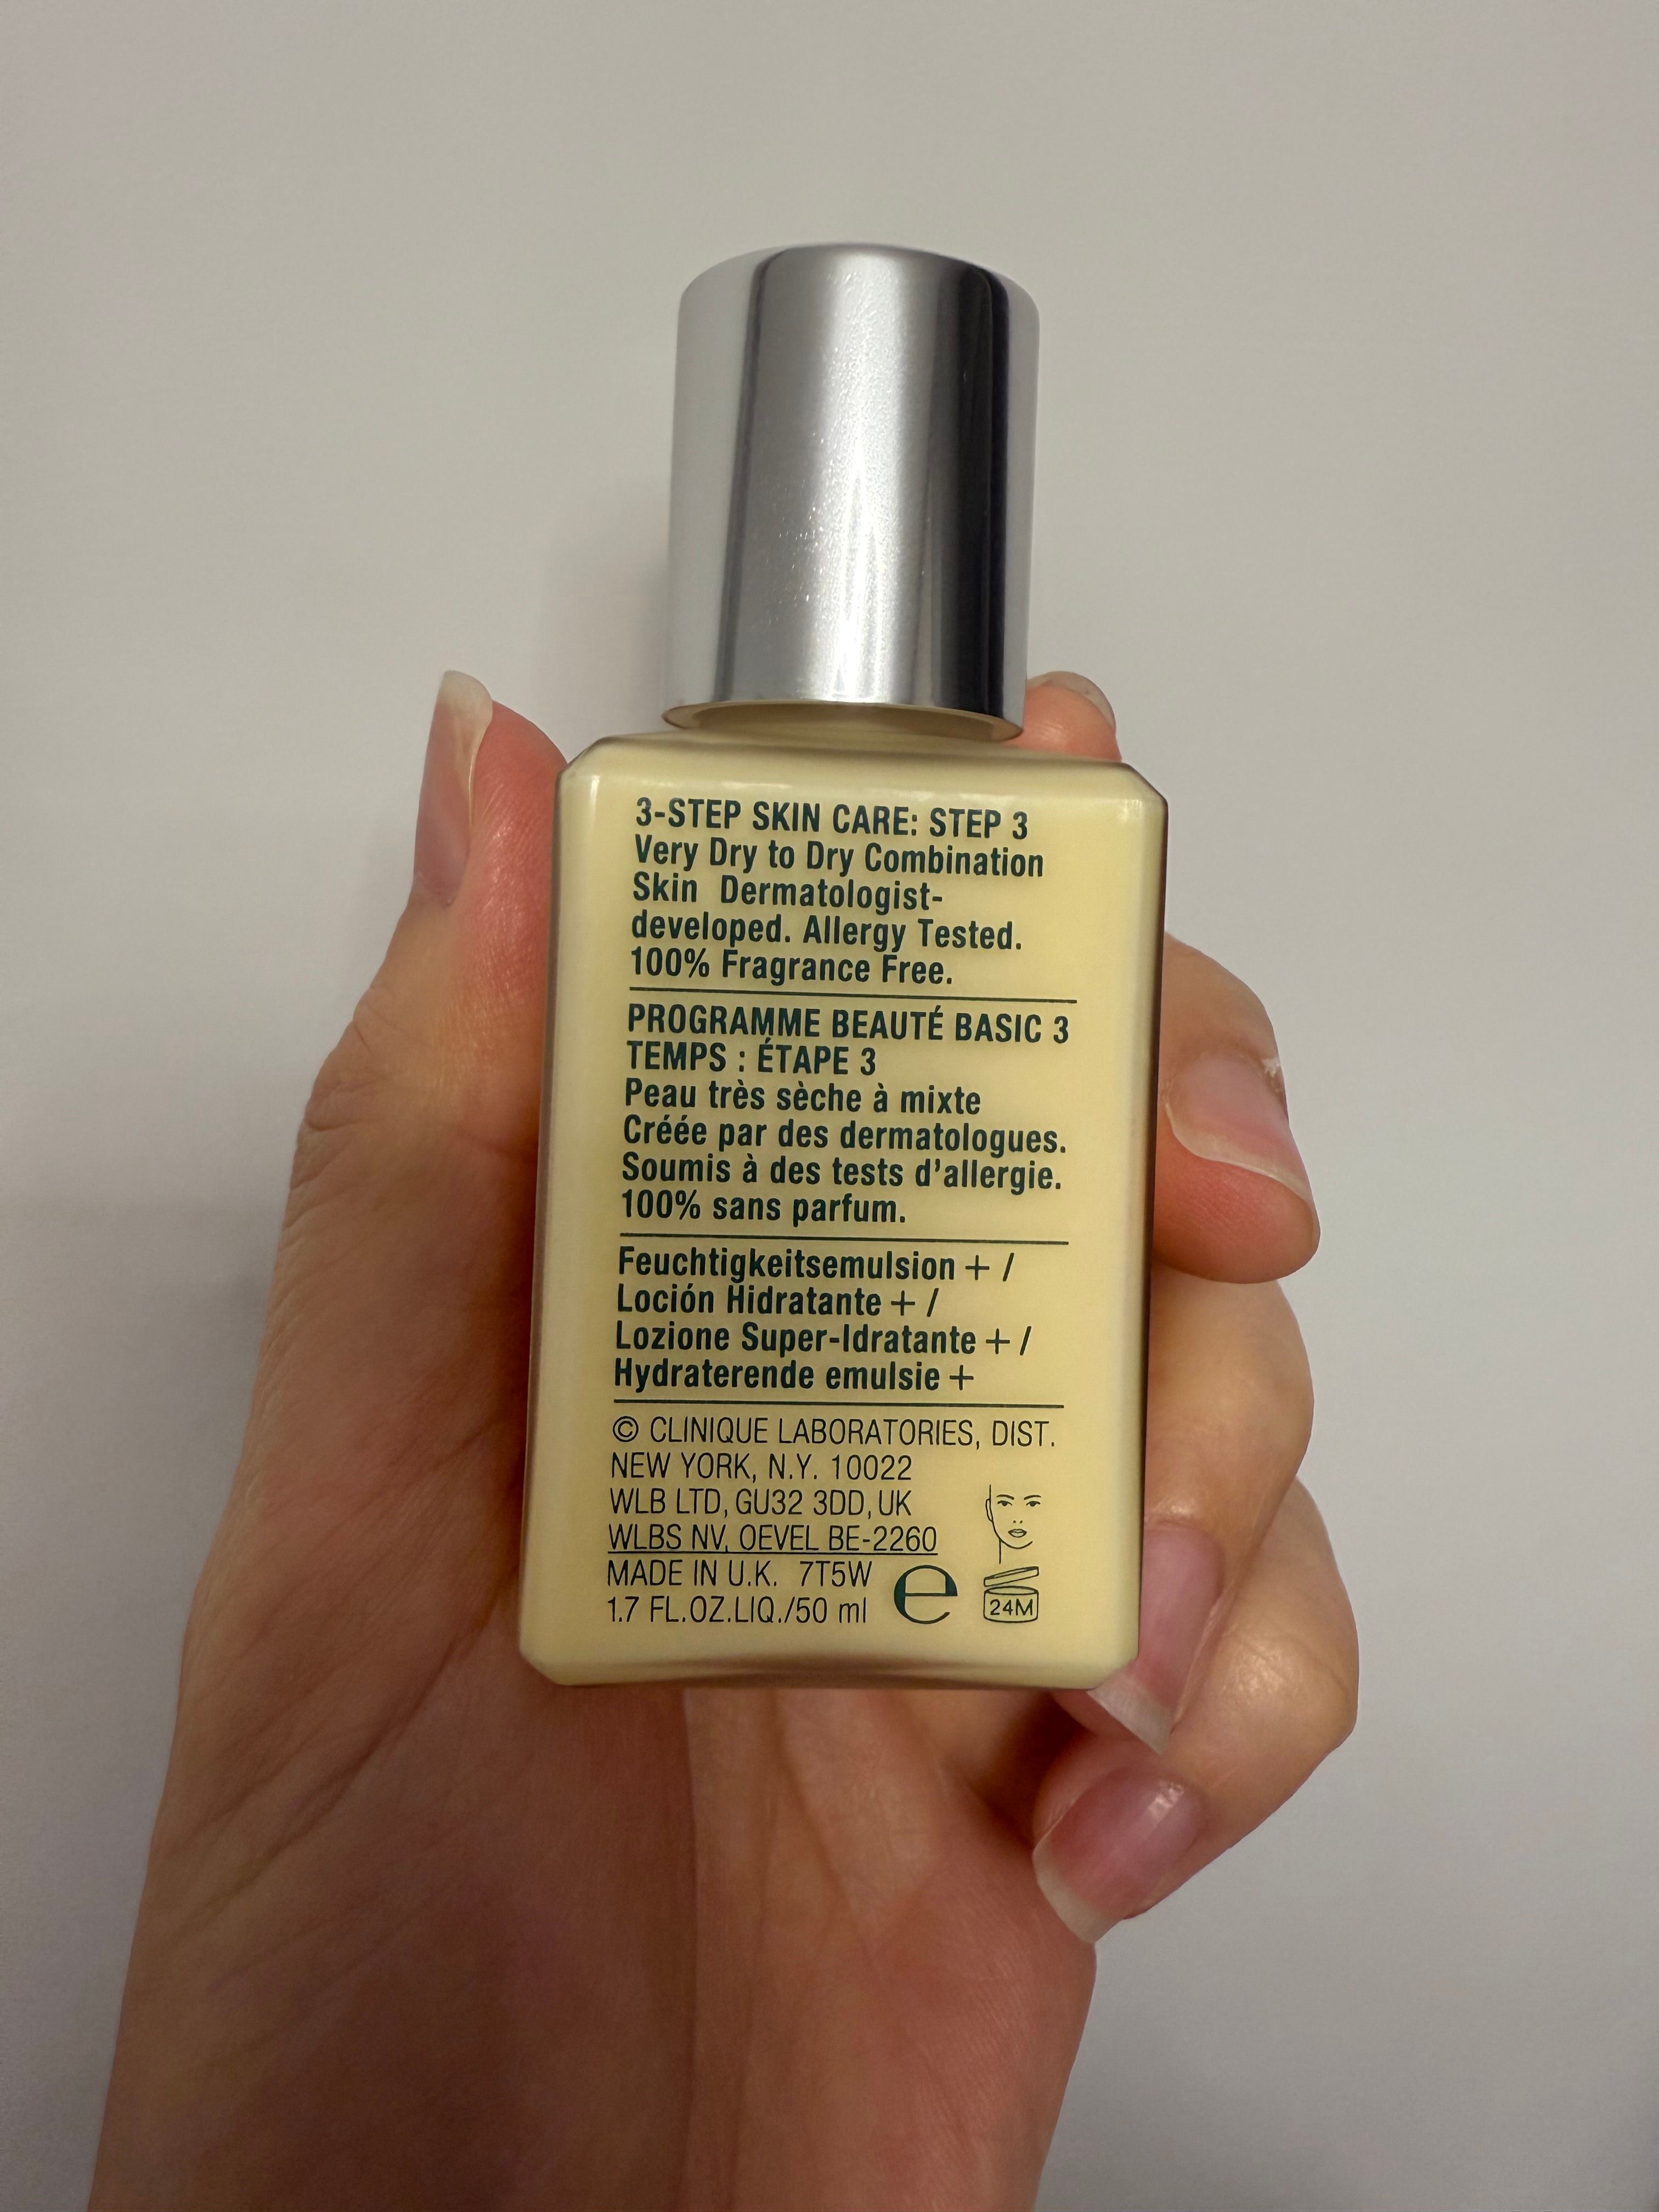 3-STEP SKIN CARE: STEP 3
Very Dry to Dry Combination
Skin Dermatologist-
developed. Allergy Tested.
100% Fragrance Free.
PROGRAMME BEAUTÉ BASIC 3
TEMPS : ÉTAPE 3
Peau très sèche à mixte
Créée par des dermatologues.
Soumis à des tests d'allergie.
100% sans parfum.
Feuchtigkeitsemulsion + /
Loción Hidratante + /
Lozione Super-Idratante + /
Hydraterende emulsie +
© CLINIQUE LABORATORIES, DIST.
NEW YORK, N.Y. 10022
WLB LTD, GU32 3DD, UK
WLBS NV, OEVEL BE-2260
MADE IN U.K. 7T5W
1.7 FL.OZ.LIQ./50 ml e
24M